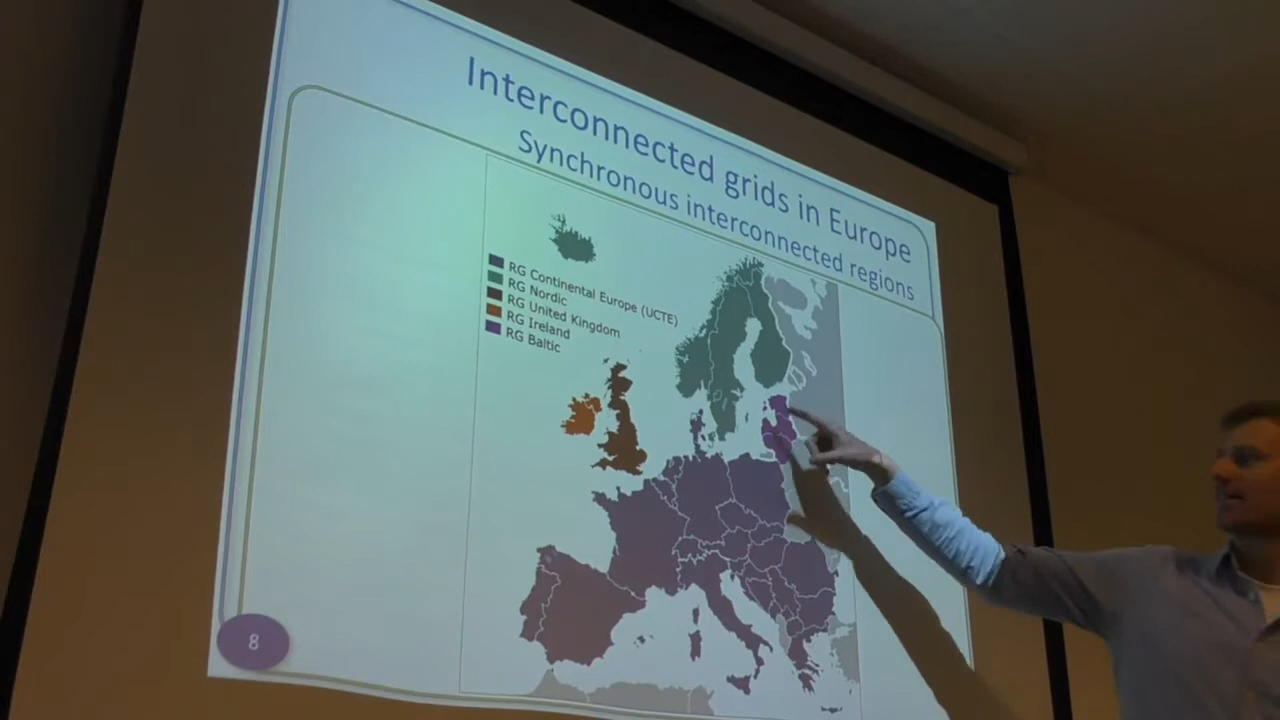 Interconnected grids in Europe
Synchronous interconnected regions
RG Continental Europe (UCTE)
RG Nordic
RG United Kingdom
RG Ireland
RG Baltic
8